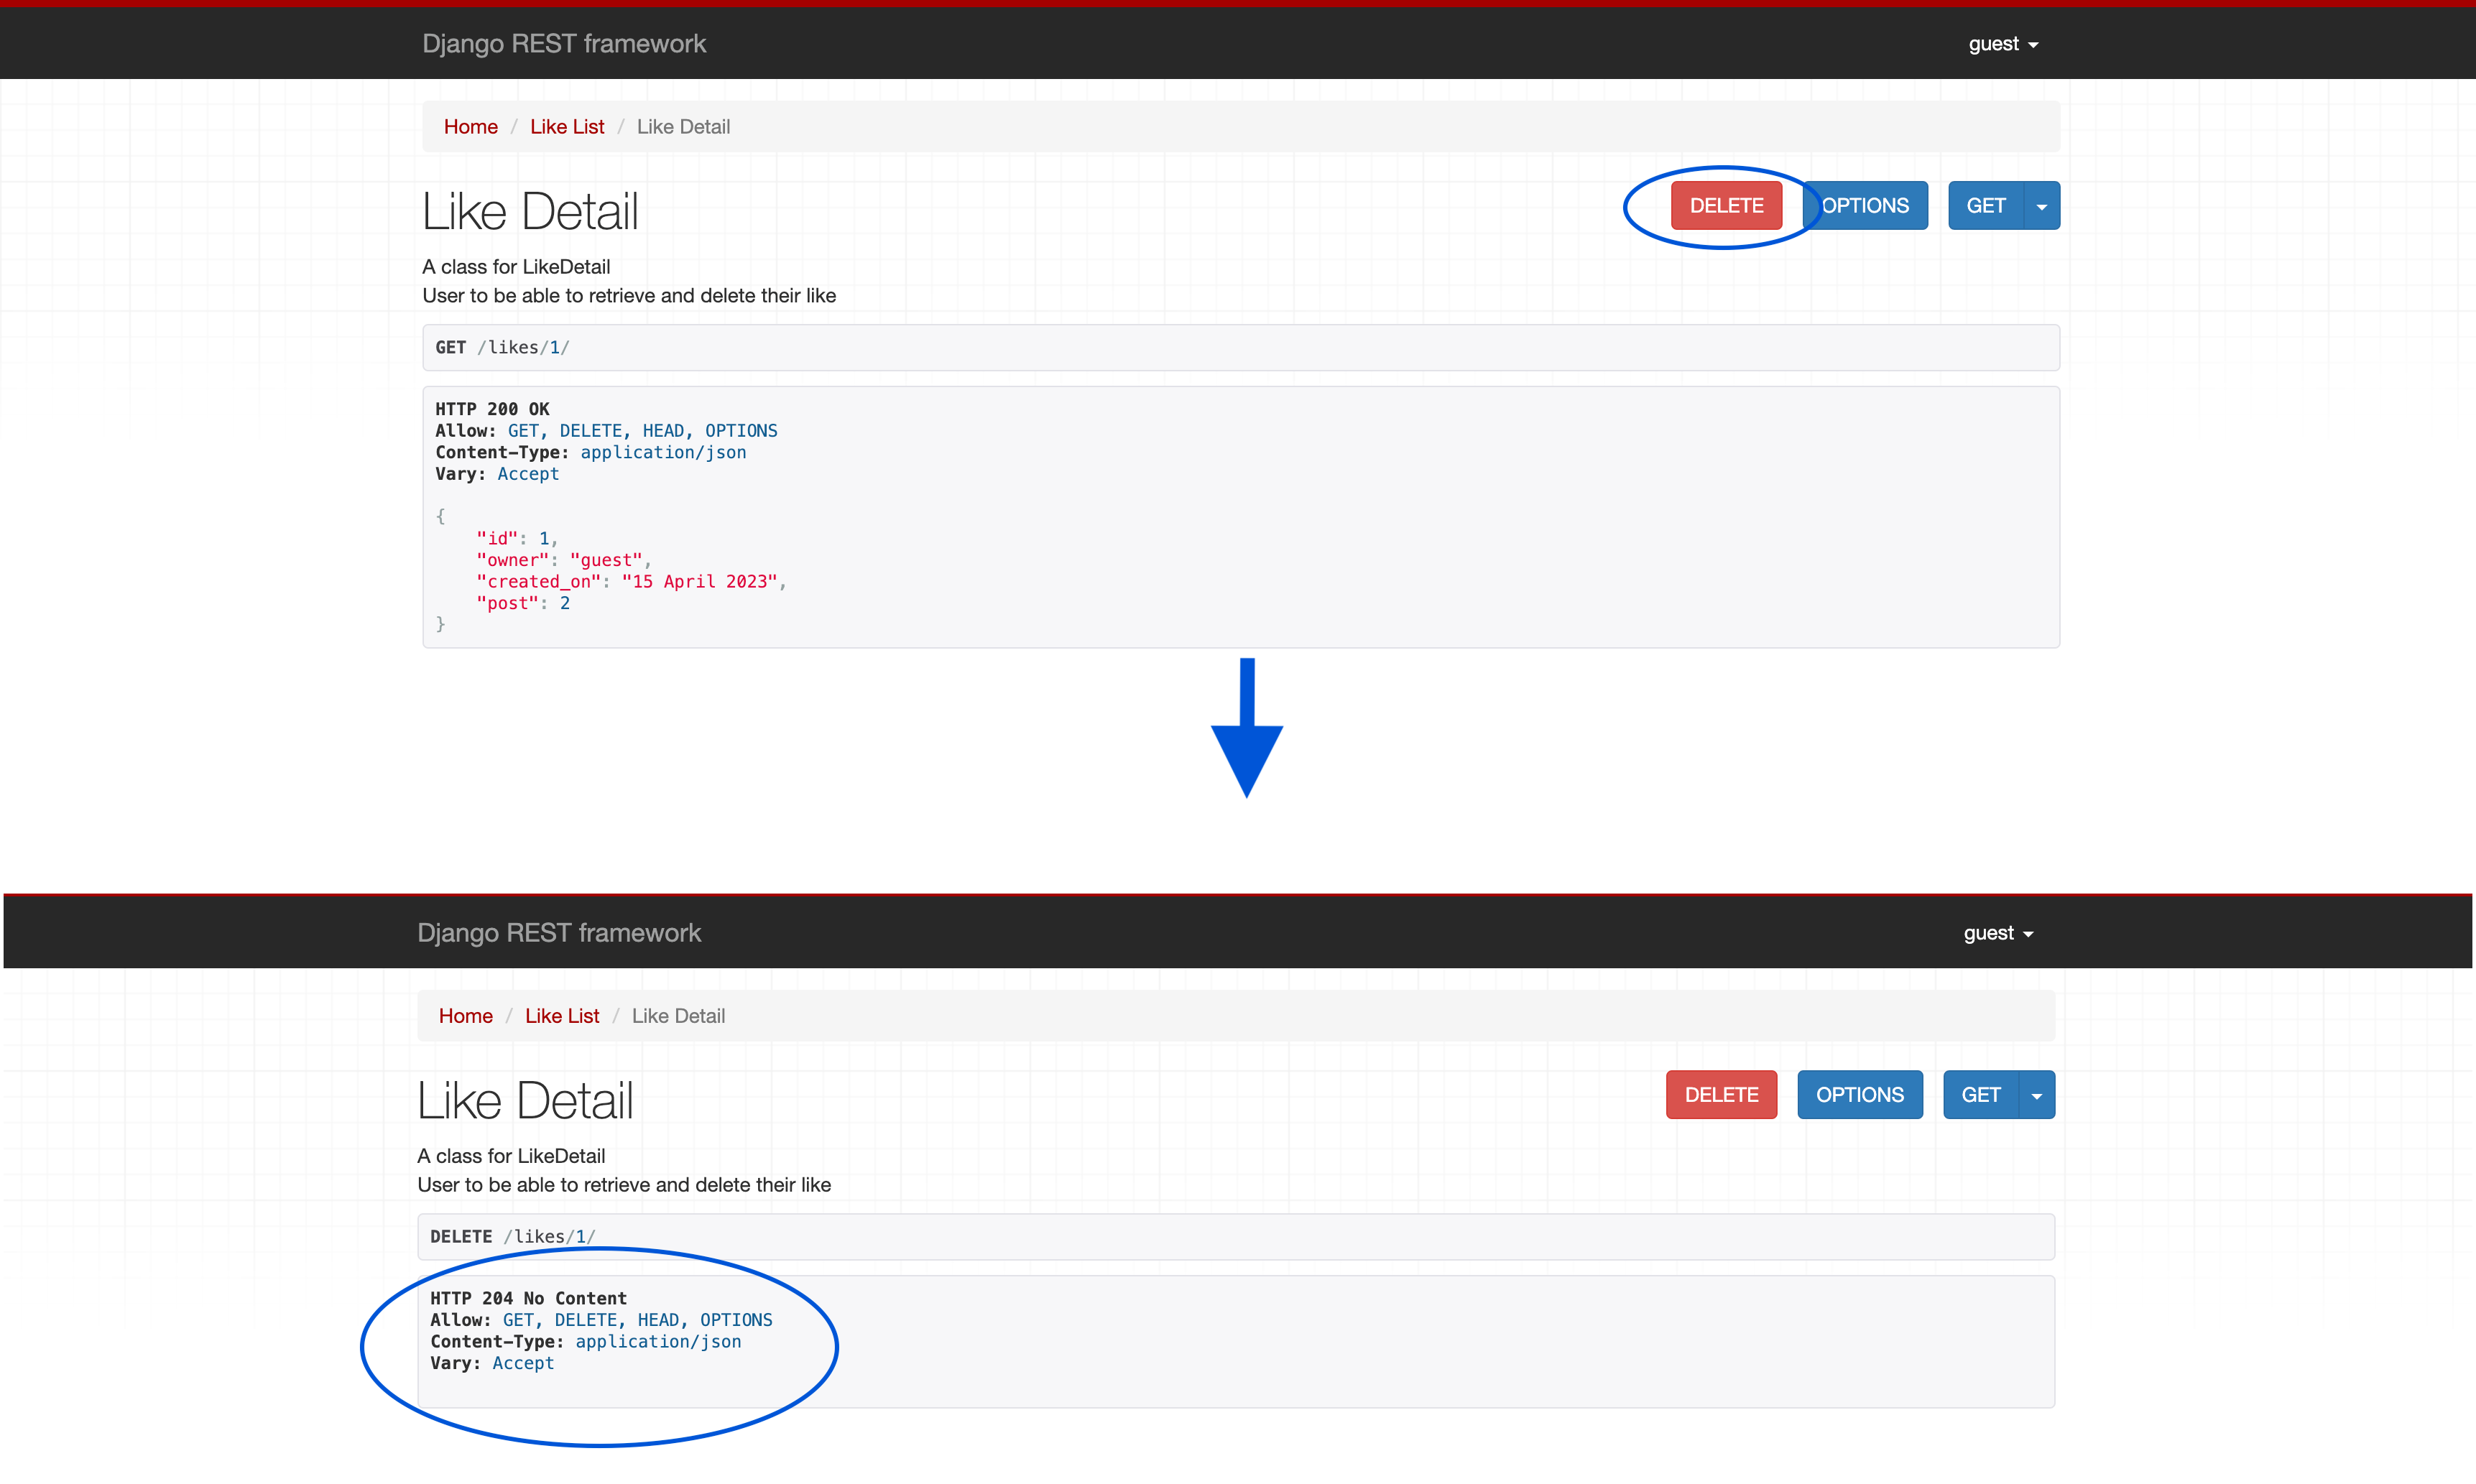 Django REST framework
guest
Home / Like List / Like Detail
Like Detail
DELETE
OPTIONS
GET
A class for LikeDetail
User to be able to retrieve and delete their like
GET /likes/1/
HTTP 200 OK
Allow: GET, DELETE, HEAD, OPTIONS
Content-Type: application/json
Vary: Accept
{
    "id": 1,
    "owner": "guest",
    "created_on": "15 April 2023",
    "post": 2
}
Django REST framework
guest
Home / Like List / Like Detail
Like Detail
DELETE
OPTIONS
GET
A class for LikeDetail
User to be able to retrieve and delete their like
DELETE /likes/1/
HTTP 204 No Content
Allow: GET, DELETE, HEAD, OPTIONS
Content-Type: application/json
Vary: Accept